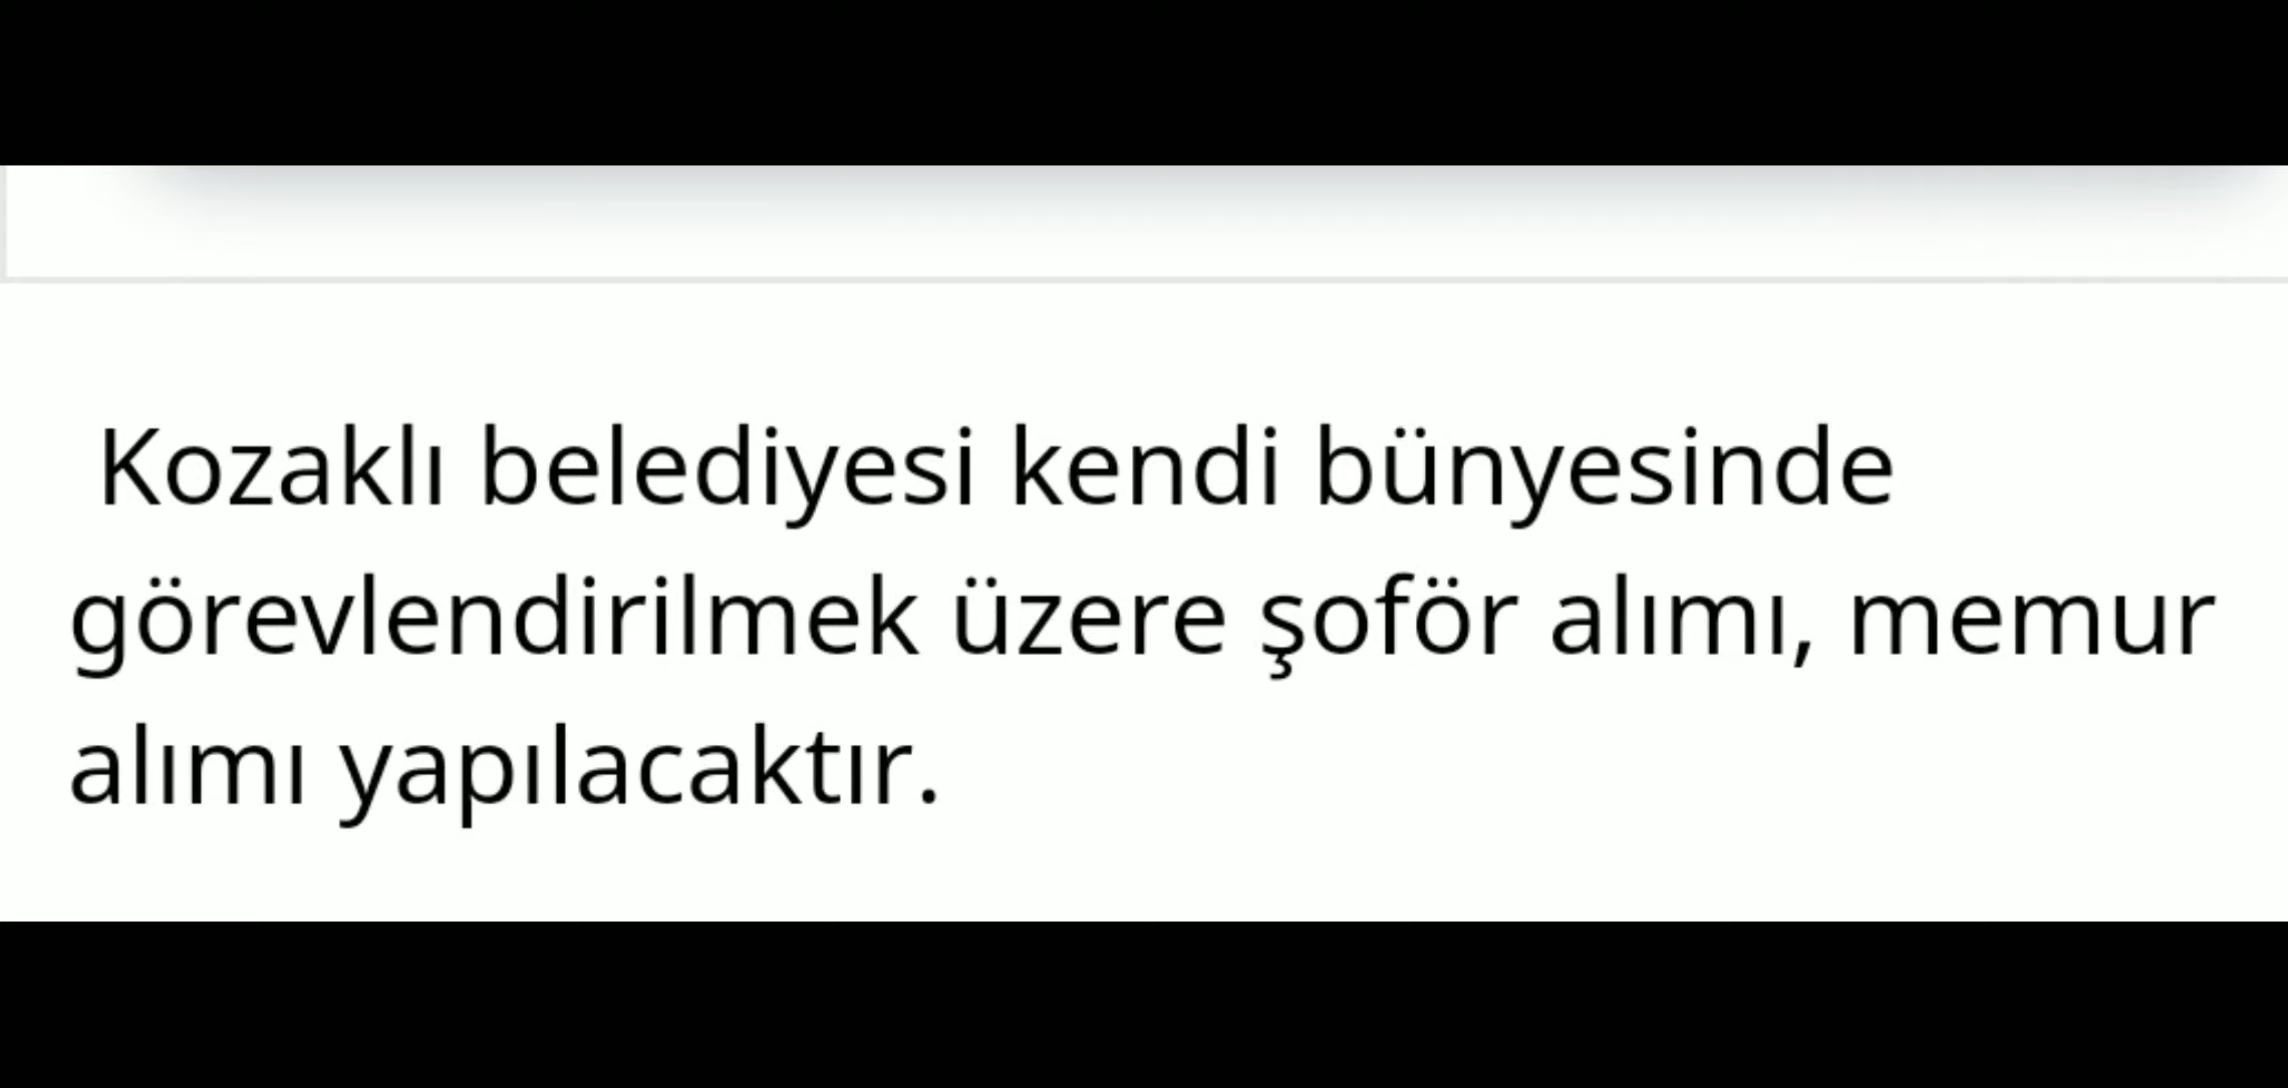 Kozaklı belediyesi kendi bünyesinde
görevlendirilmek üzere şoför alımı, memur
alımı yapılacaktır.